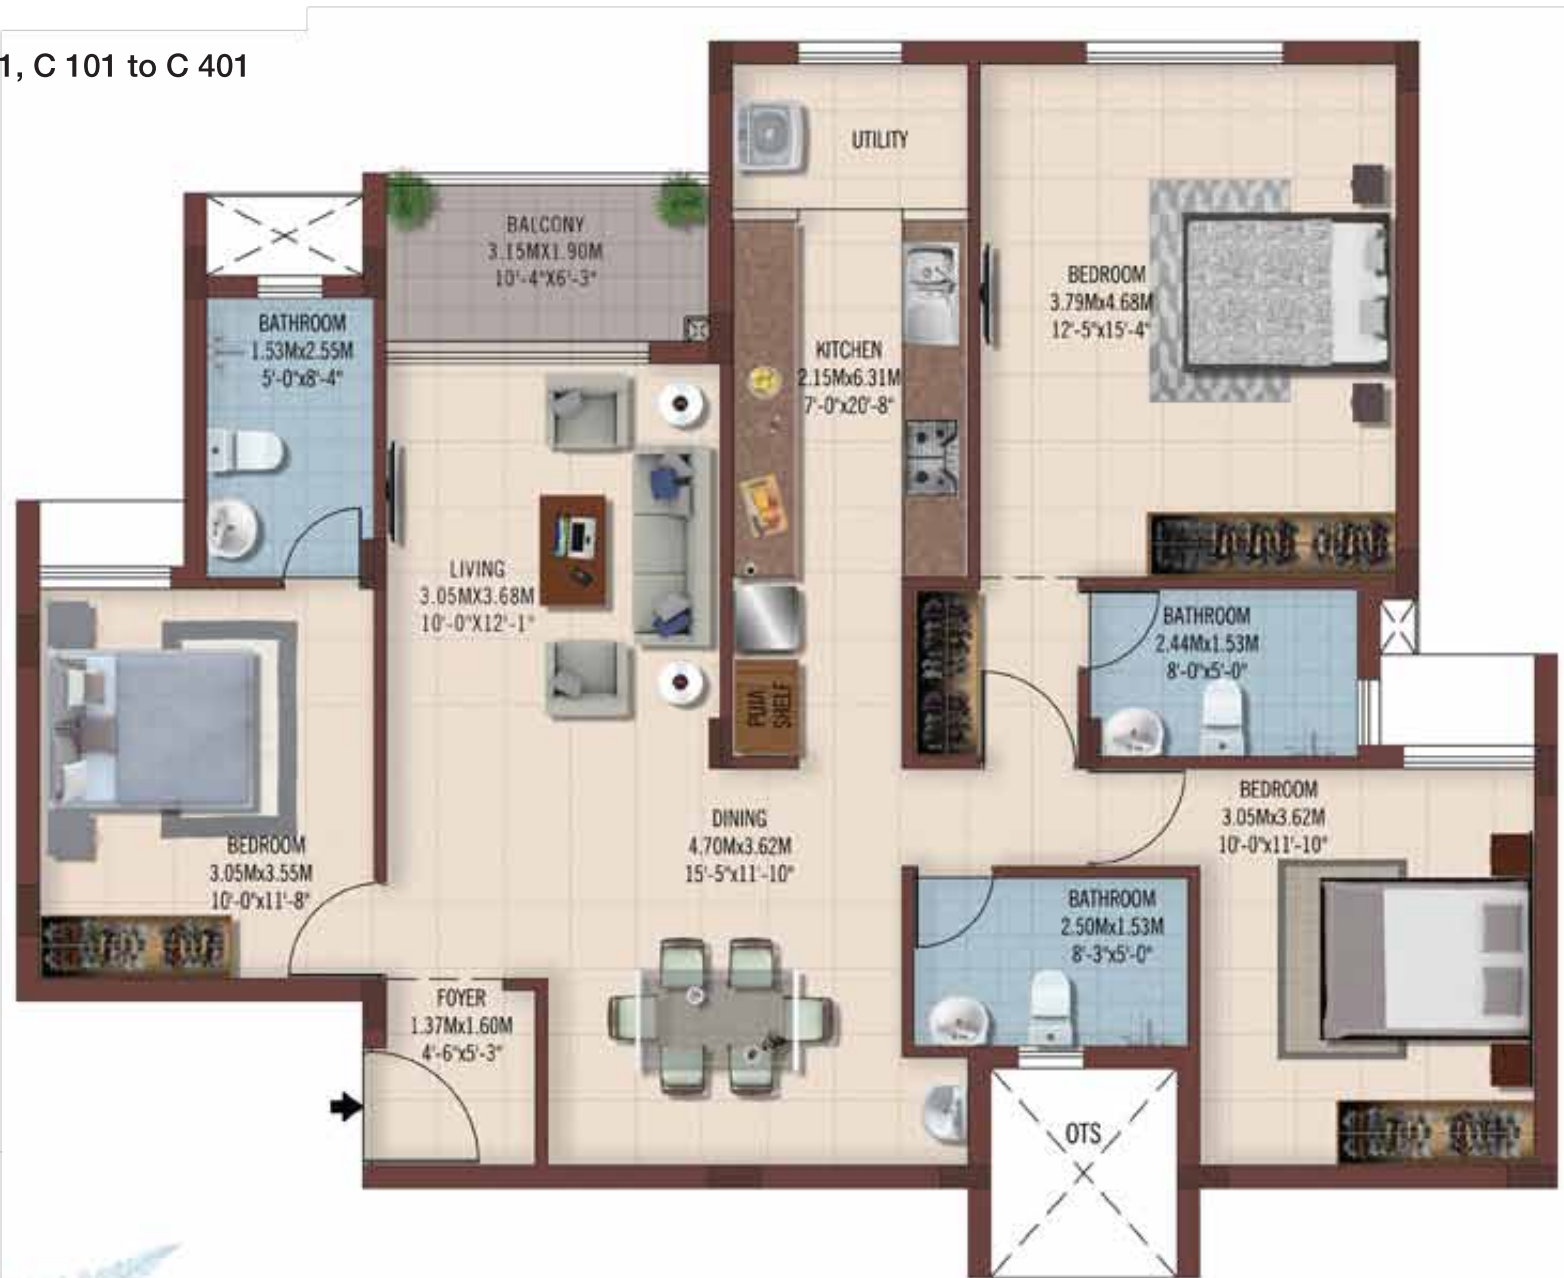 1, C 101 to C 401
UTILITY
BALCONY
3.15MX1.90M
10'-4"X6'-3"
BEDROOM
3.79Mx4.68M
12'-5"x15'-4"
BATHROOM
1.53Mx2.55M
5'-0"x8'-4"
KITCHEN
2.15Mx6.31M
7'-0"x20'-8"
LIVING
3.05MX3.68M
10'-0"X12'-1"
BATHROOM
2.44Mx1.53M
8'-0"x5'-0"
PUJA
SHELF
BEDROOM
3.05Mx3.62M
10'-0"x11'-10"
DINING
4.70Mx3.62M
15'-5"x11'-10"
BEDROOM
3.05Mx3.55M
10'-0"x11'-8"
BATHROOM
2.50Mx1.53M
8'-3"x5'-0"
FOYER
1.37Mx1.60M
4'-6"x5'-3"
OTS